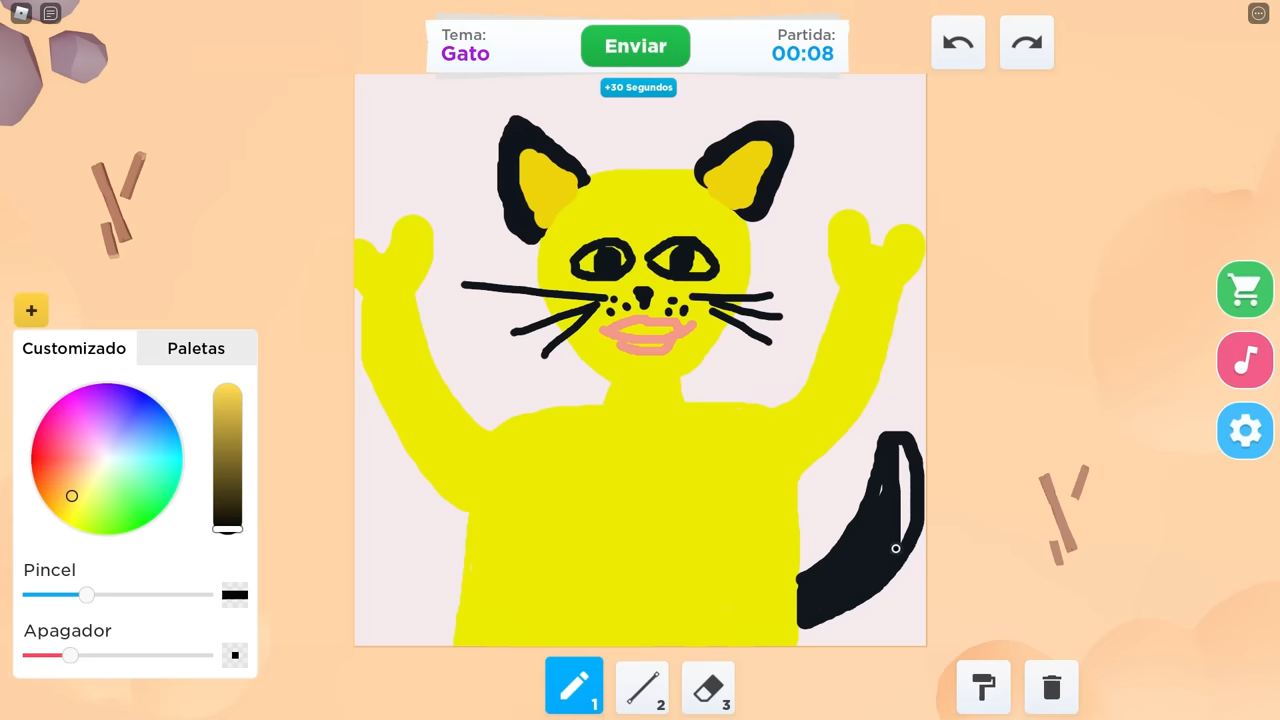 Tema:
Gato
Enviar
Partida:
00:08
+30 Segundos
+
Customizado
Paletas
Pincel
Apagador
1
2
3